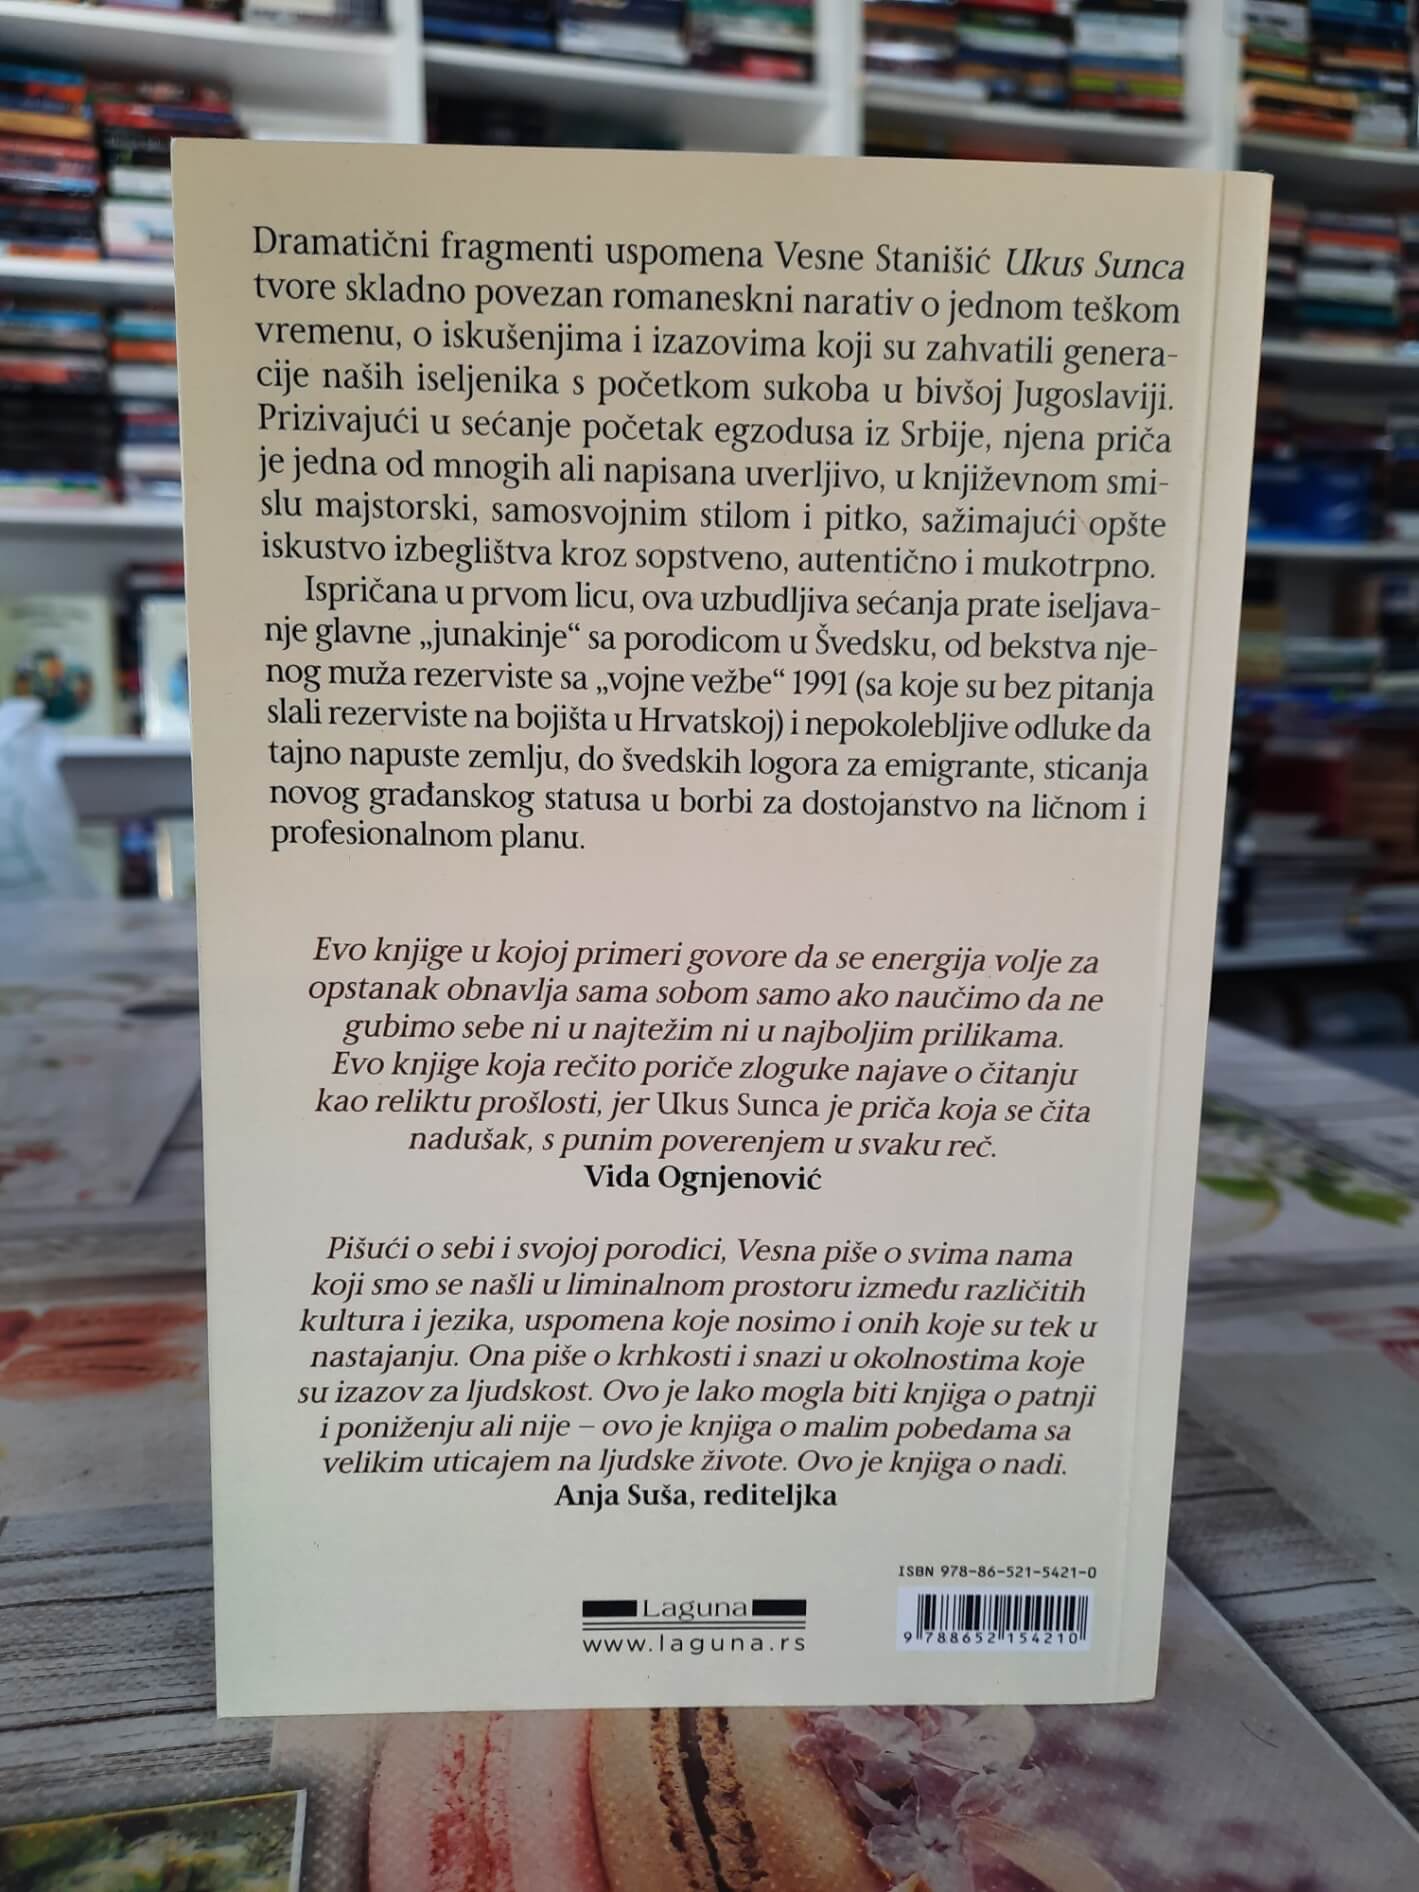 Dramatični fragmenti uspomena Vesne Stanišić Ukus Sunca
tvore skladno povezan romaneskni narativ o jednom teškom
vremenu, o iskušenjima i izazovima koji su zahvatili genera-
cije naših iseljenika s početkom sukoba u bivšoj Jugoslaviji.
Prizivajući u sećanje početak egzodusa iz Srbije, njena priča
je jedna od mnogih ali napisana uverljivo, u književnom smi-
slu majstorski, samosvojnim stilom i pitko, sažimajući opšte
iskustvo izbeglištva kroz sopstveno, autentično i mukotrpno.
Ispričana u prvom licu, ova uzbudljiva sećanja prate iseljava-
nje glavne „junakinje“ sa porodicom u Švedsku, od bekstva nje-
nog muža rezerviste sa „vojne vežbe“ 1991 (sa koje su bez pitanja
slali rezerviste na bojišta u Hrvatskoj) i nepokolebljive odluke da
tajno napuste zemlju, do švedskih logora za emigrante, sticanja
novog građanskog statusa u borbi za dostojanstvo na ličnom i
profesionalnom planu.
Evo knjige u kojoj primeri govore da se energija volje za
opstanak obnavlja sama sobom samo ako naučimo da ne
gubimo sebe ni u najtežim ni u najboljim prilikama.
Evo knjige koja rečito poriče zloguke najave o čitanju
kao reliktu prošlosti, jer Ukus Sunca je priča koja se čita
nadušak, s punim poverenjem u svaku reč.
Vida Ognjenović
Pišući o sebi i svojoj porodici, Vesna piše o svima nama
koji smo se našli u liminalnom prostoru između različitih
kultura i jezika, uspomena koje nosimo i onih koje su tek u
nastajanju. Ona piše o krhkosti i snazi u okolnostima koje
su izazov za ljudskost. Ovo je lako mogla biti knjiga o patnji
i poniženju ali nije – ovo je knjiga o malim pobedama sa
velikim uticajem na ljudske živote. Ovo je knjiga o nadi.
Anja Suša, rediteljka
ISBN 978-86-521-5421-0
Laguna
www.laguna.rs
9 788652 154210